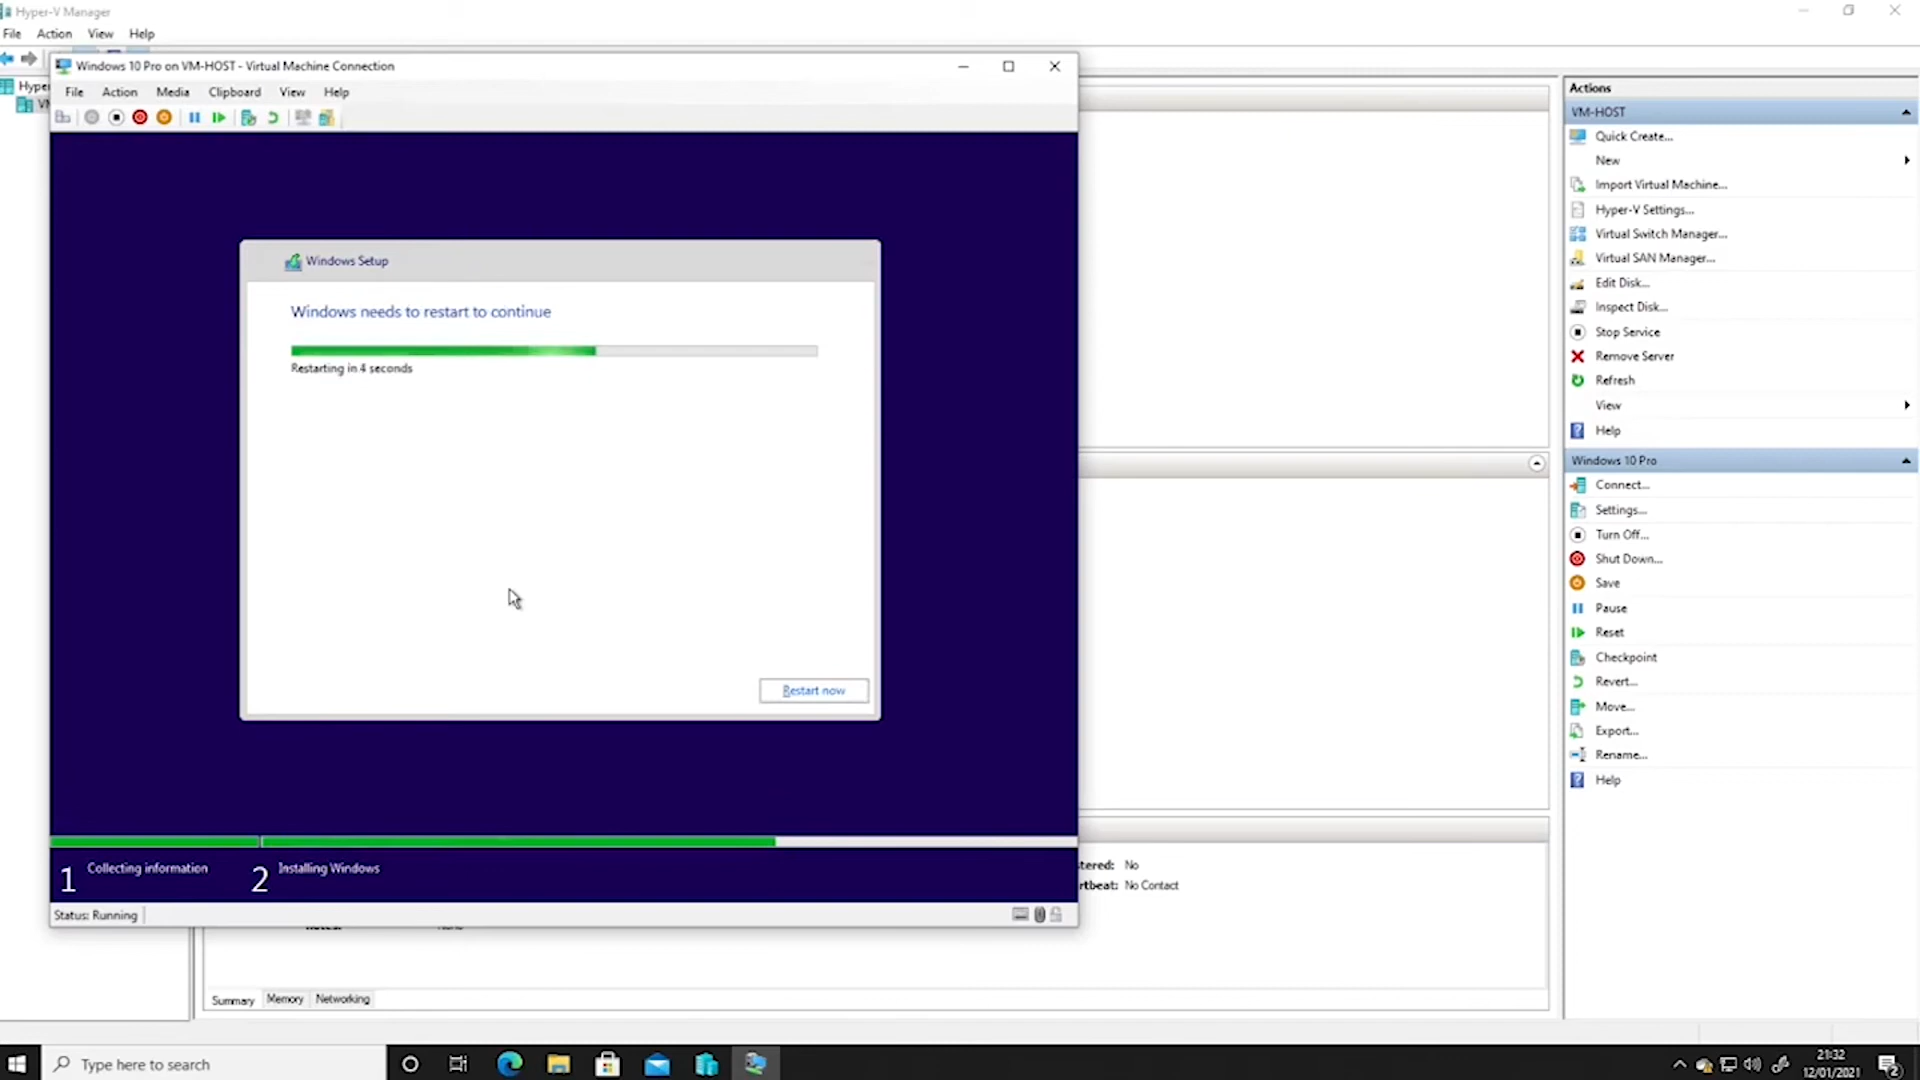 Hyper-V Manager
File Action View Help
Windows 10 Pro on VM-HOST - Virtual Machine Connection
File Action Media Clipboard View Help
Windows Setup
Windows needs to restart to continue
Restarting in 4 seconds
Restart now
1 Collecting information
2 Installing Windows
Status: Running
No
No Contact
Summary Memory Networking
Actions
VM-HOST
Quick Create...
New
Import Virtual Machine...
Hyper-V Settings...
Virtual Switch Manager...
Virtual SAN Manager...
Edit Disk...
Inspect Disk...
Stop Service
Remove Server
Refresh
View
Help
Windows 10 Pro
Connect...
Settings...
Turn Off...
Shut Down...
Save
Pause
Reset
Checkpoint
Revert...
Move...
Export...
Rename...
Help
Type here to search
21:32
12/01/2021
2